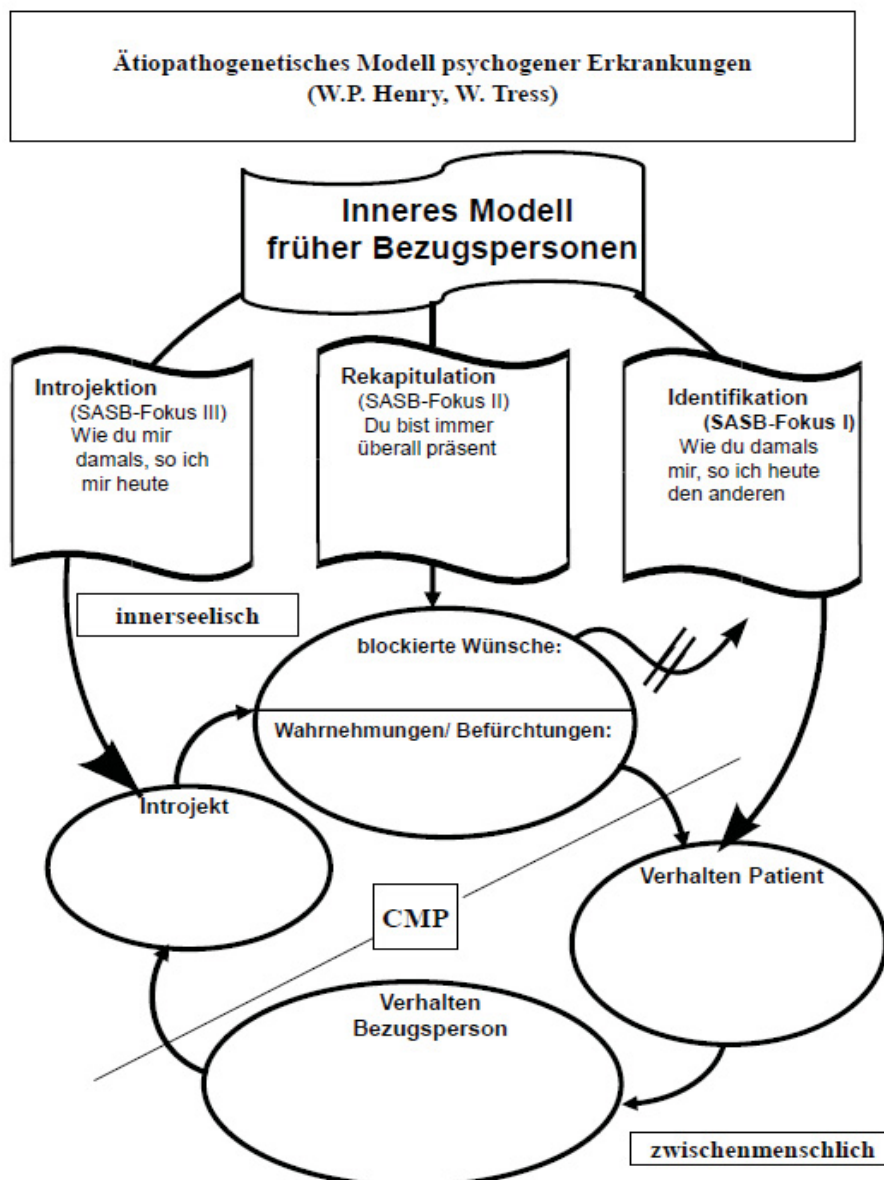 Ätiopathogenetisches Modell psychogener Erkrankungen
(W.P. Henry, W. Tress)
Inneres Modell
früher Bezugspersonen
Introjektion
(SASB-Fokus III)
Wie du mir
damals, so ich
mir heute
Rekapitulation
(SASB-Fokus II)
Du bist immer
überall präsent
Identifikation
(SASB-Fokus I)
Wie du damals
mir, so ich heute
den anderen
innerseelisch
blockierte Wünsche:
Wahrnehmungen/ Befürchtungen:
Introjekt
Verhalten Patient
CMP
Verhalten
Bezugsperson
zwischenmenschlich